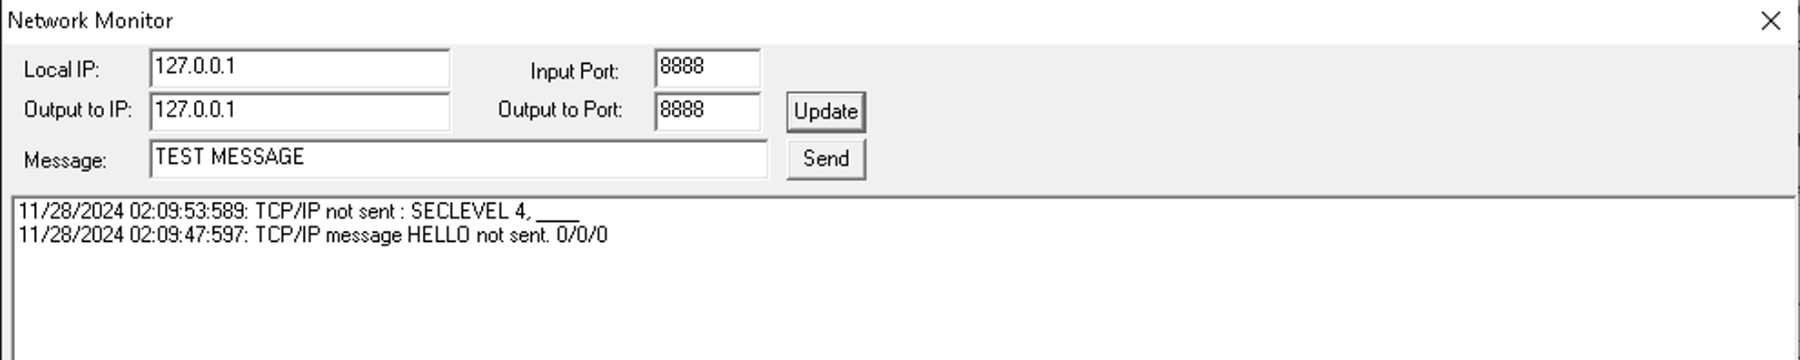 Network Monitor
Local IP: 127.0.0.1 Input Port: 8888
Output to IP: 127.0.0.1 Output to Port: 8888 Update
Message: TEST MESSAGE Send
11/28/2024 02:09:53:589: TCP/IP not sent : SECLEVEL 4, ____
11/28/2024 02:09:47:597: TCP/IP message HELLO not sent. 0/0/0